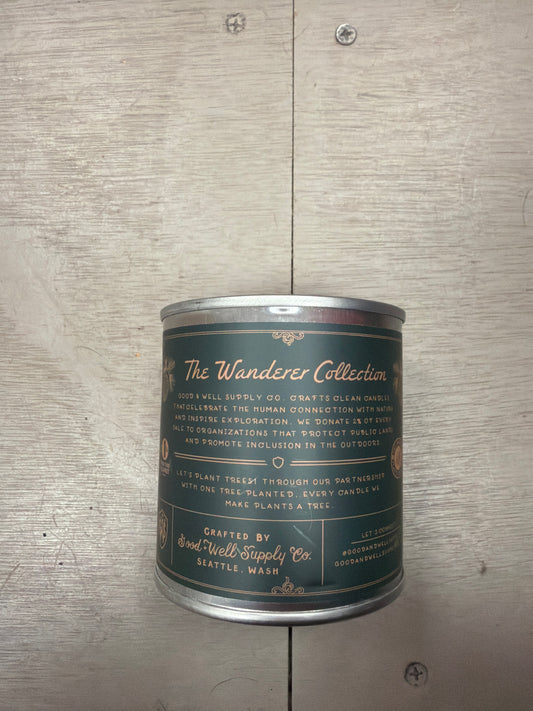 The Wanderer Collection
GOOD & WELL SUPPLY CO. CRAFTS CLEAN CANDLES
THAT CELEBRATE THE HUMAN CONNECTION WITH NATURE
AND INSPIRE EXPLORATION. WE DONATE 2% OF EVERY
SALE TO ORGANIZATIONS THAT PROTECT PUBLIC LANDS
AND PROMOTE INCLUSION IN THE OUTDOORS.
LET'S PLANT TREES! THROUGH OUR PARTNERSHIP
WITH ONE TREE PLANTED, EVERY CANDLE WE
MAKE PLANTS A TREE.
CRAFTED BY
Good & Well Supply Co.
SEATTLE, WASH
LET'S